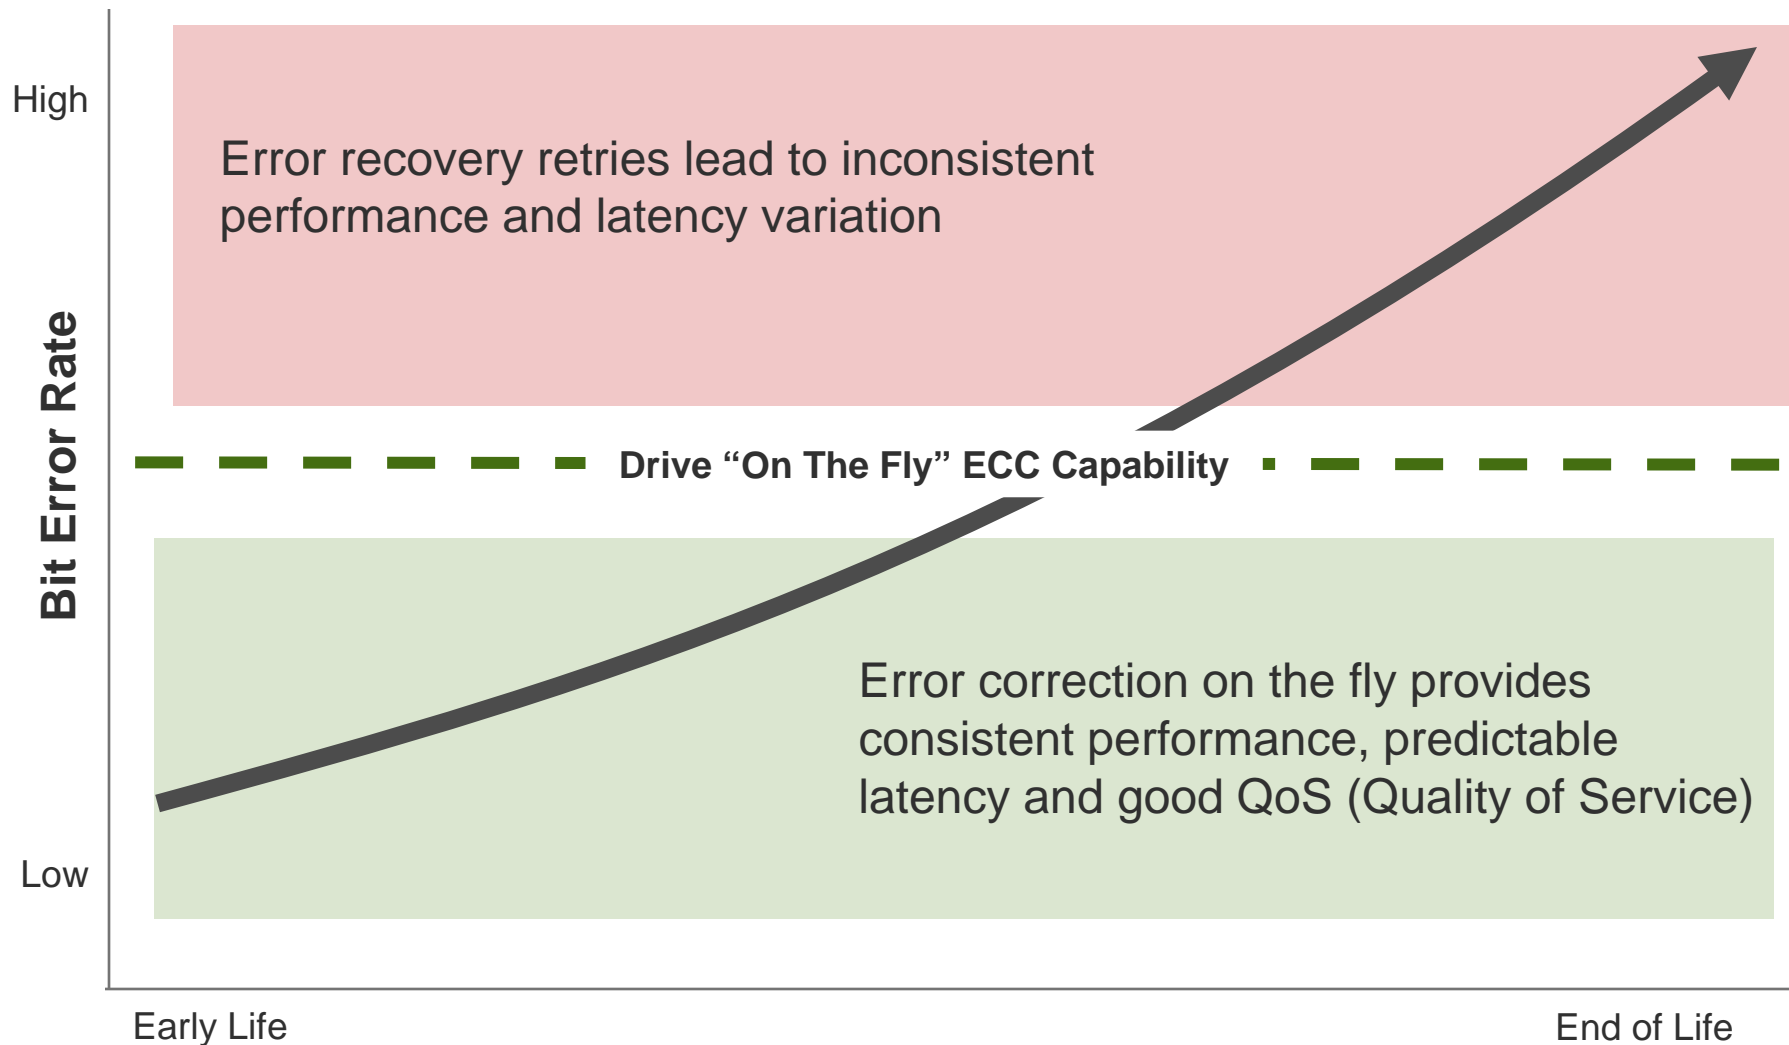 High
Error recovery retries lead to inconsistent
performance and latency variation
Bit Error Rate
Drive “On The Fly” ECC Capability
Error correction on the fly provides
consistent performance, predictable
latency and good QoS (Quality of Service)
Low
Early Life
End of Life